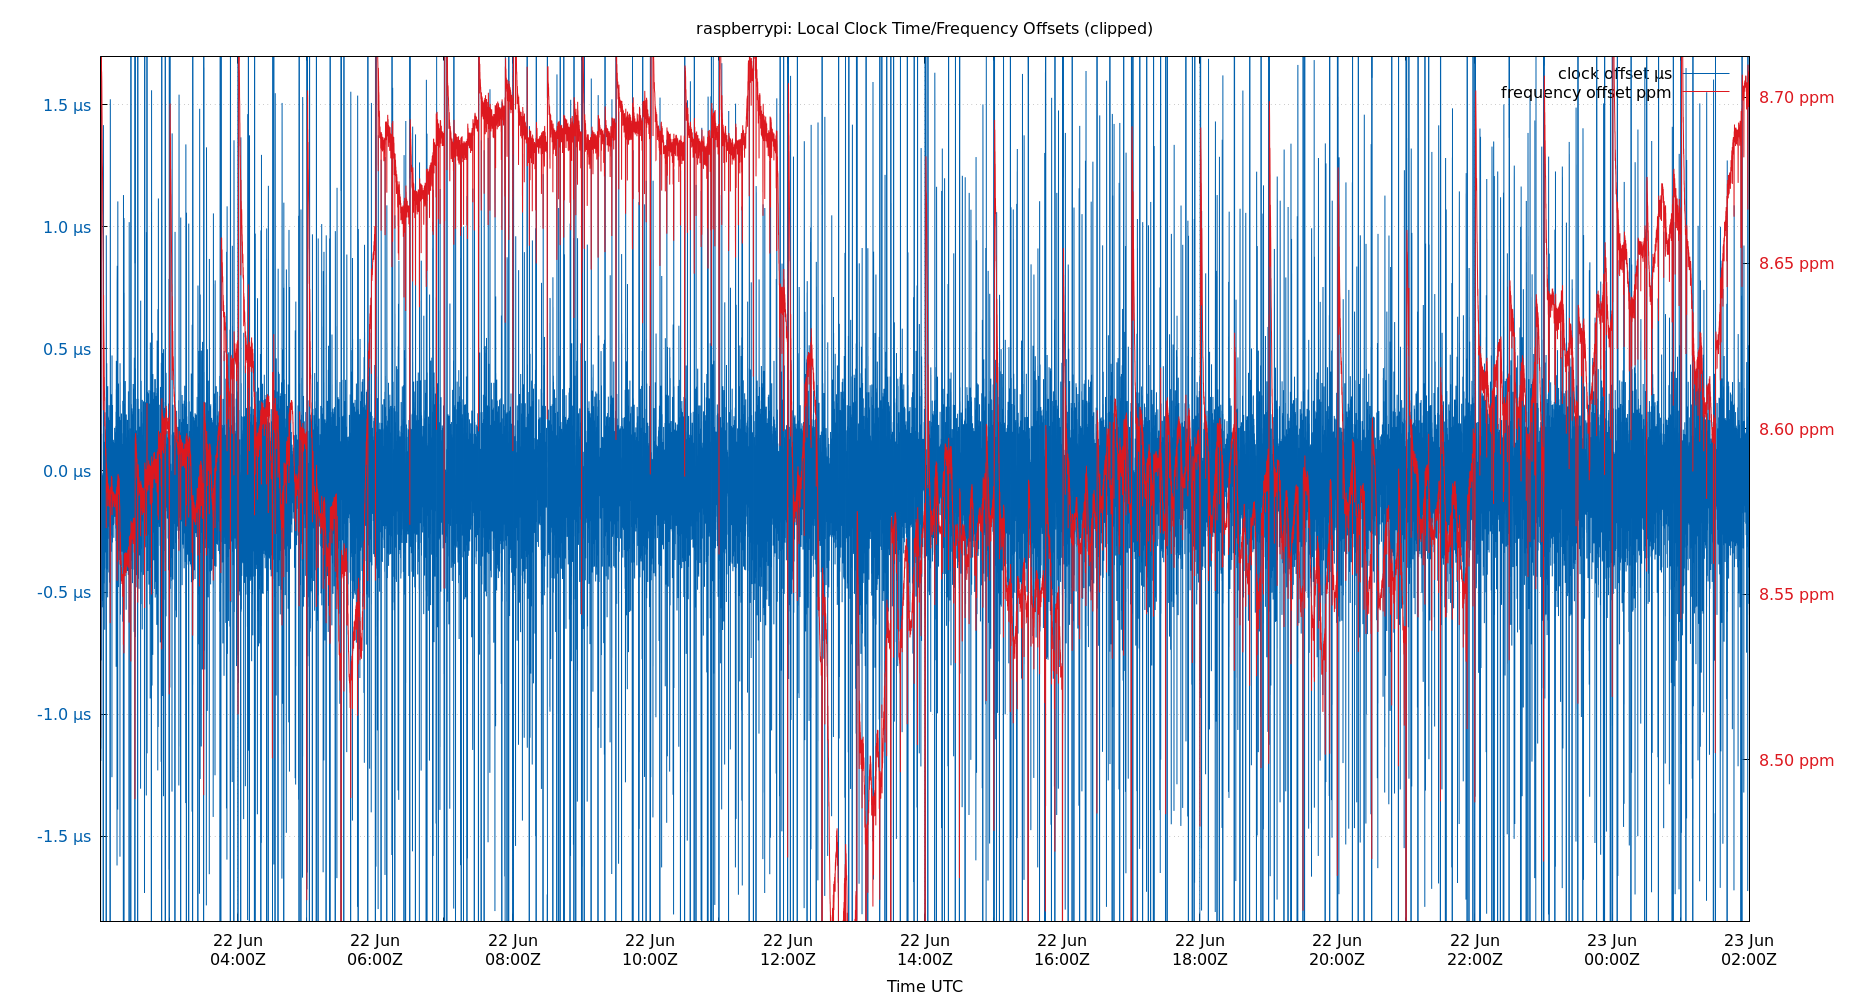 raspberrypi: Local Clock Time/Frequency Offsets (clipped)
clock offset µs
frequency offset ppm
1.5 µs
1.0 µs
0.5 µs
0.0 µs
-0.5 µs
-1.0 µs
-1.5 µs
8.70 ppm
8.65 ppm
8.60 ppm
8.55 ppm
8.50 ppm
22 Jun 22 Jun 22 Jun 22 Jun 22 Jun 22 Jun 22 Jun 22 Jun 22 Jun 22 Jun 23 Jun 23 Jun
04:00Z 06:00Z 08:00Z 10:00Z 12:00Z 14:00Z 16:00Z 18:00Z 20:00Z 22:00Z 00:00Z 02:00Z
Time UTC